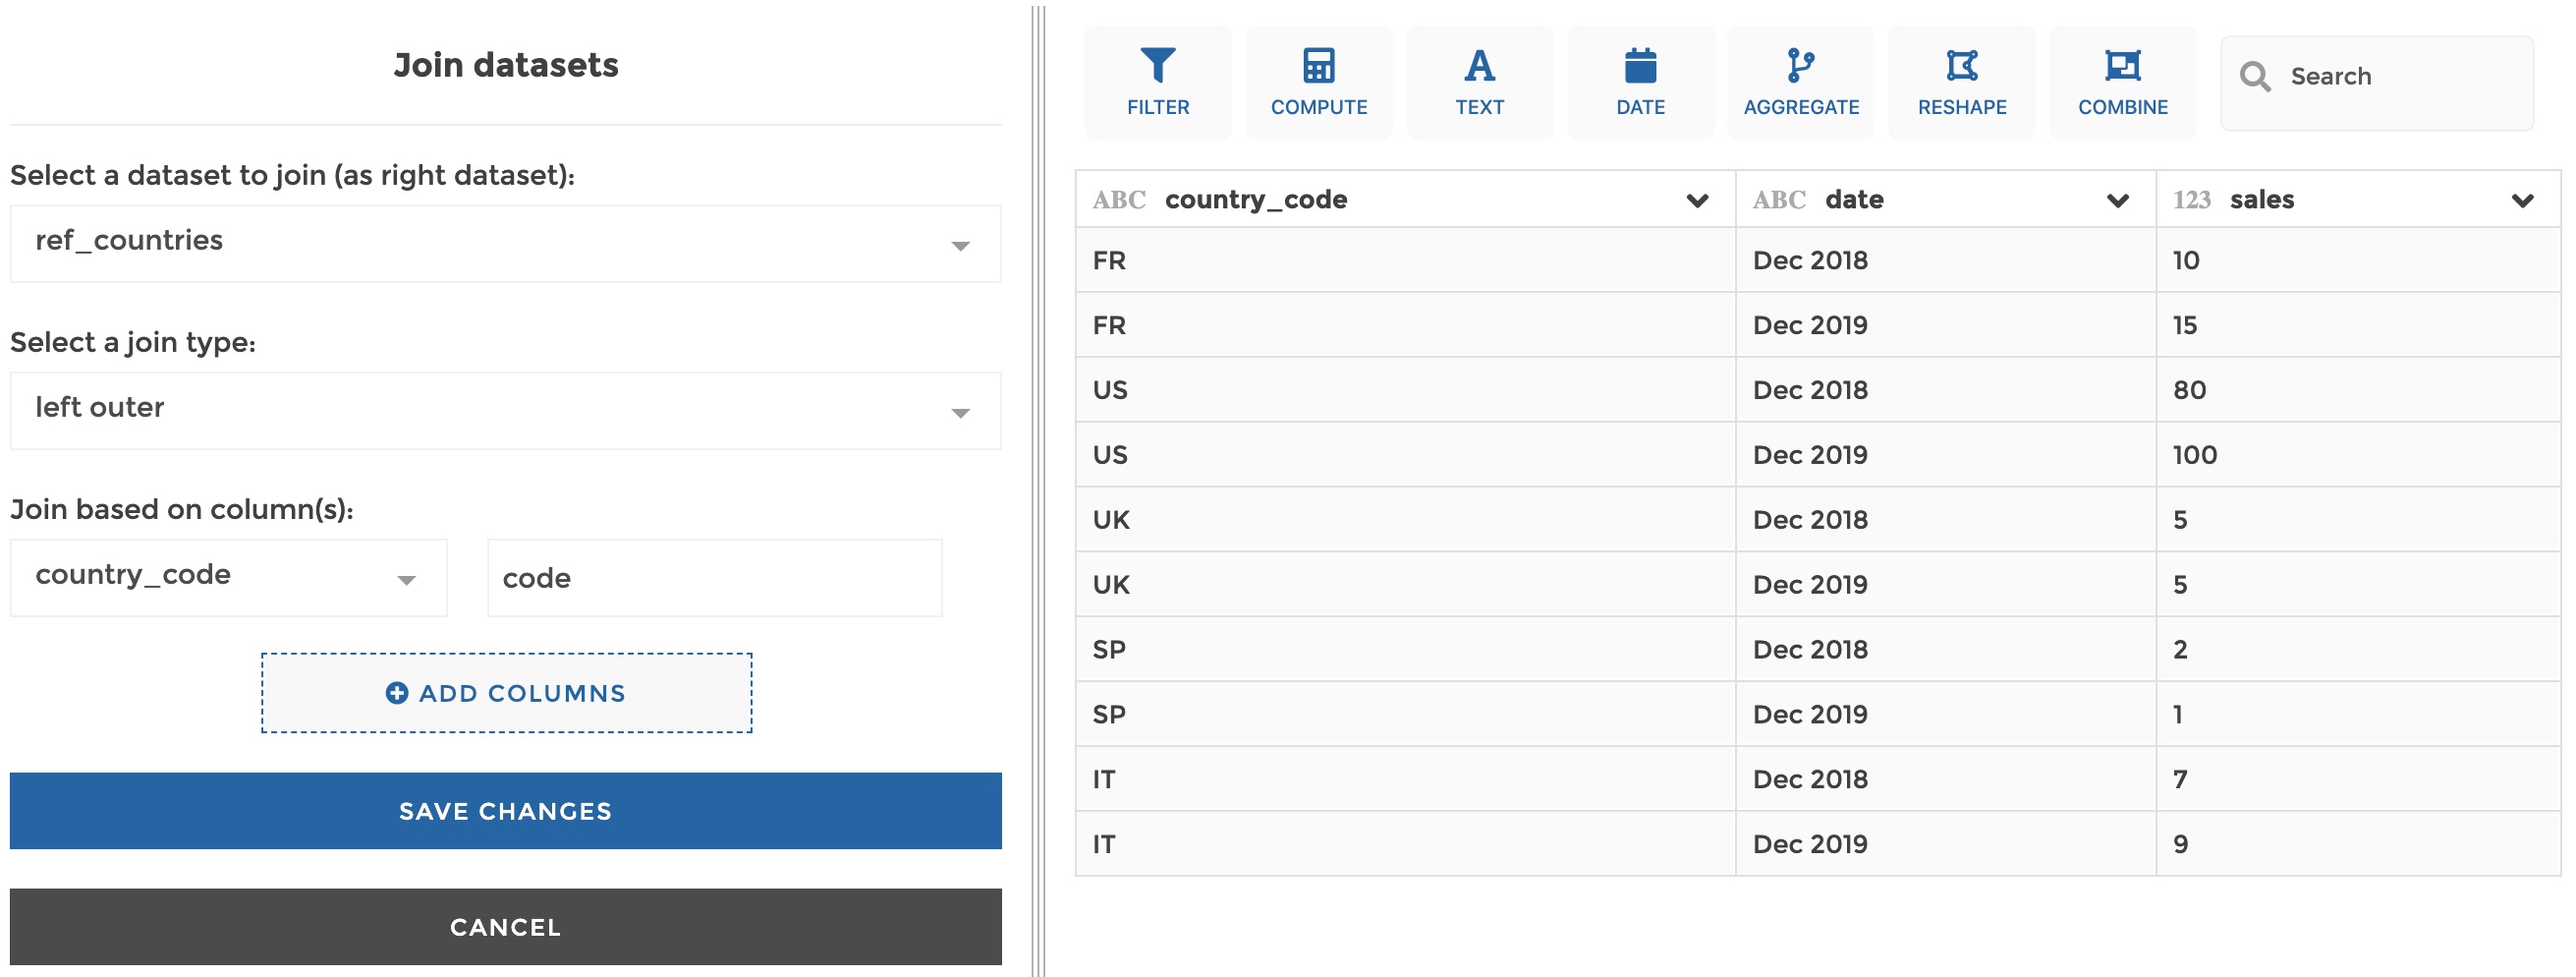 Join datasets
Select a dataset to join (as right dataset):
ref_countries
Select a join type:
left outer
Join based on column(s):
country_code code
ADD COLUMNS
SAVE CHANGES
CANCEL
FILTER COMPUTE TEXT DATE AGGREGATE RESHAPE COMBINE Search
ABC country_code ABC date 123 sales
FR Dec 2018 10
FR Dec 2019 15
US Dec 2018 80
US Dec 2019 100
UK Dec 2018 5
UK Dec 2019 5
SP Dec 2018 2
SP Dec 2019 1
IT Dec 2018 7
IT Dec 2019 9